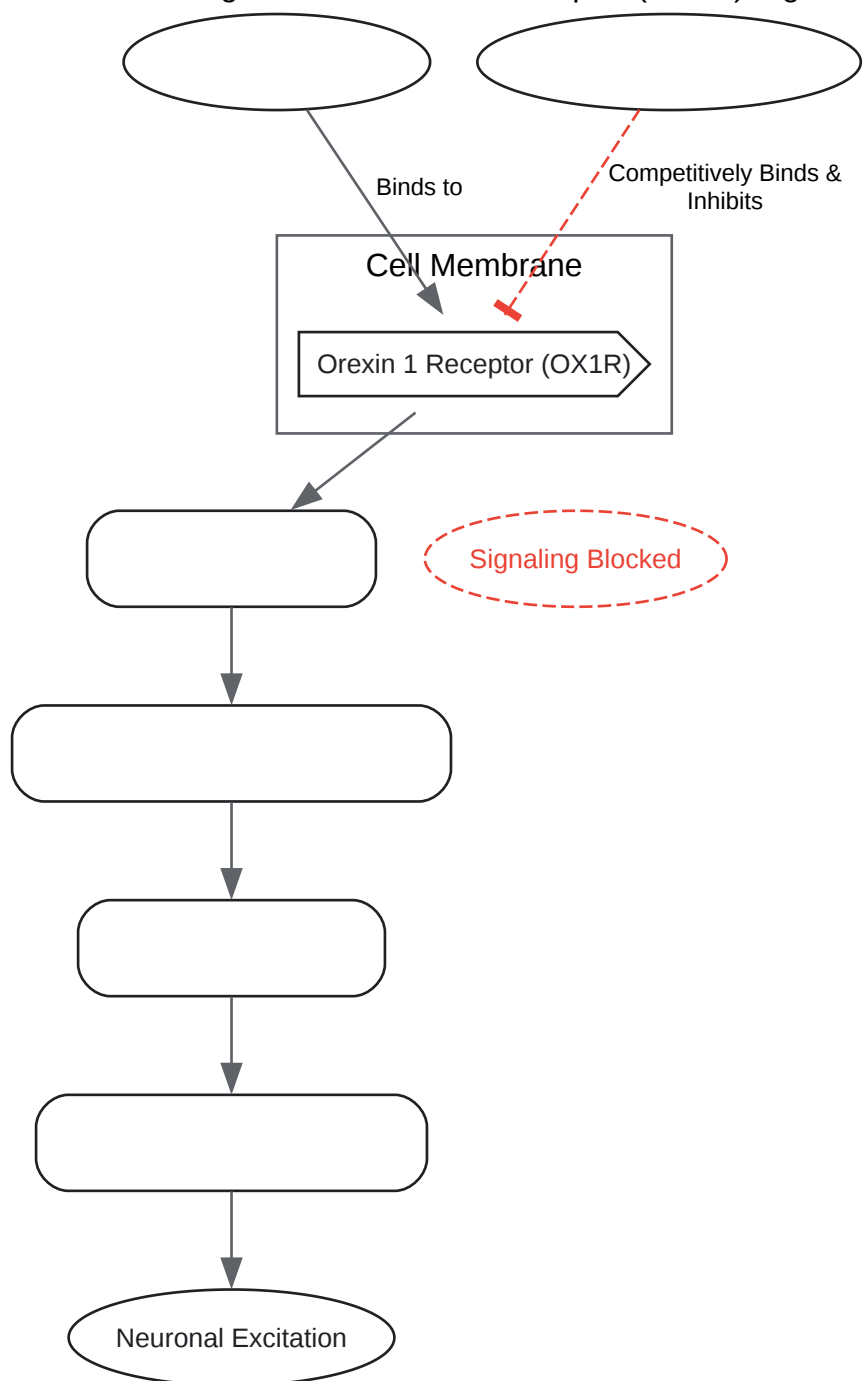 Binds to
Competitively Binds &
Inhibits
Cell Membrane
Orexin 1 Receptor (OX1R)
Signaling Blocked
Neuronal Excitation